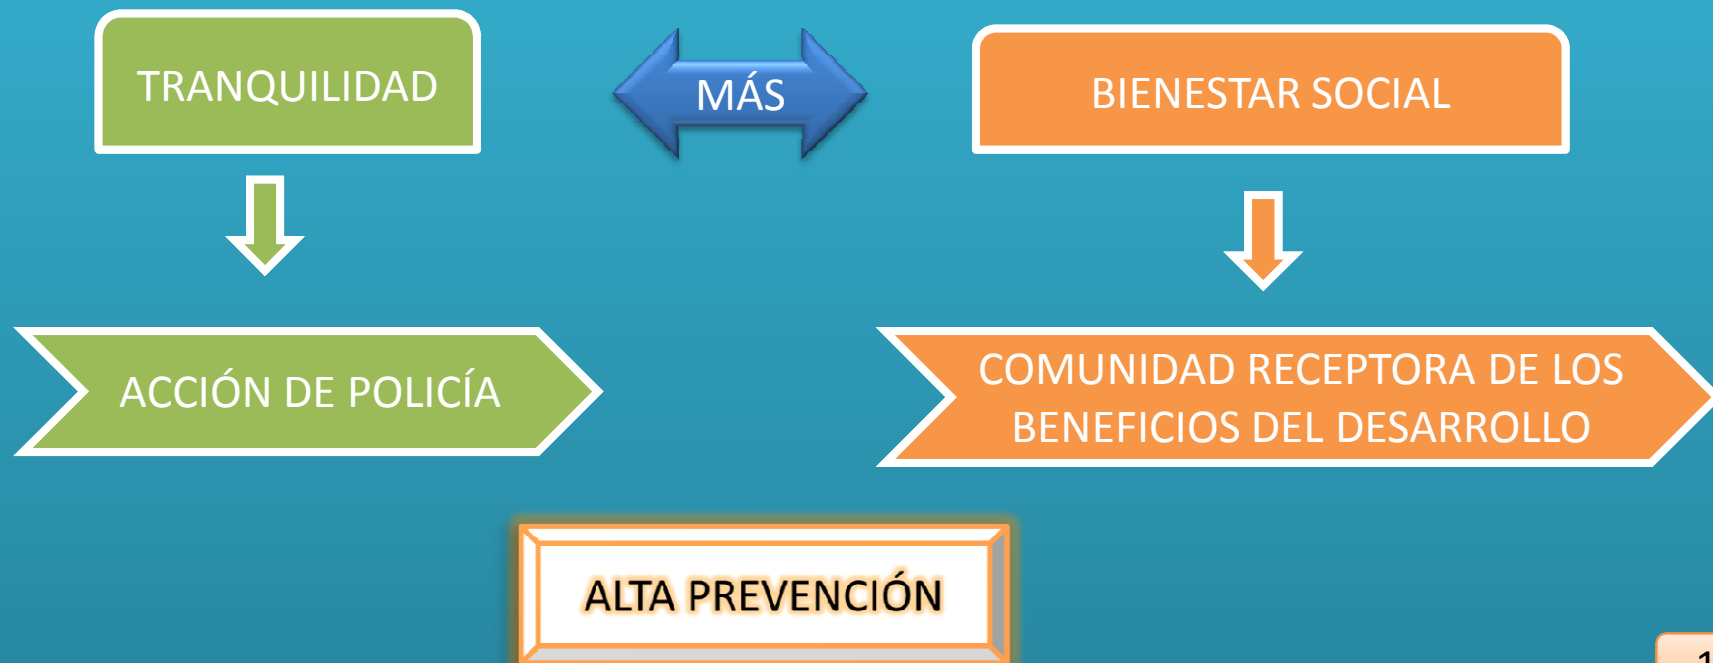 TRANQUILIDAD
MÁS
BIENESTAR SOCIAL
ACCIÓN DE POLICÍA
COMUNIDAD RECEPTORA DE LOS
BENEFICIOS DEL DESARROLLO
ALTA PREVENCIÓN